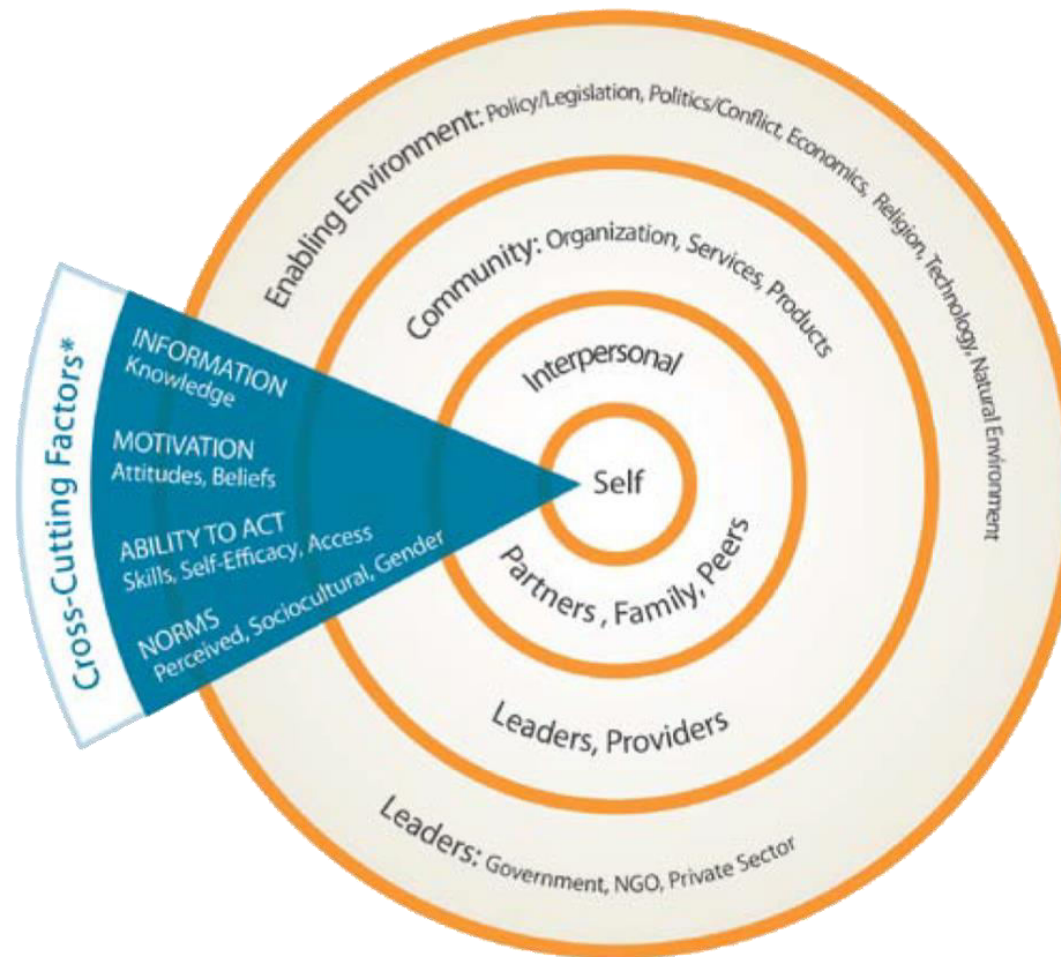 Enabling Environment: Policy/Legislation, Politics/Conflict, Economics, Religion, Technology, Natural Environment
Community: Organization, Services, Products
Interpersonal
Self
Partners , Family, Peers
Leaders, Providers
Leaders: Government, NGO, Private Sector
Cross-Cutting Factors*
INFORMATION
Knowledge
MOTIVATION
Attitudes, Beliefs
ABILITY TO ACT
Skills, Self-Efficacy, Access
NORMS
Perceived, Sociocultural, Gender